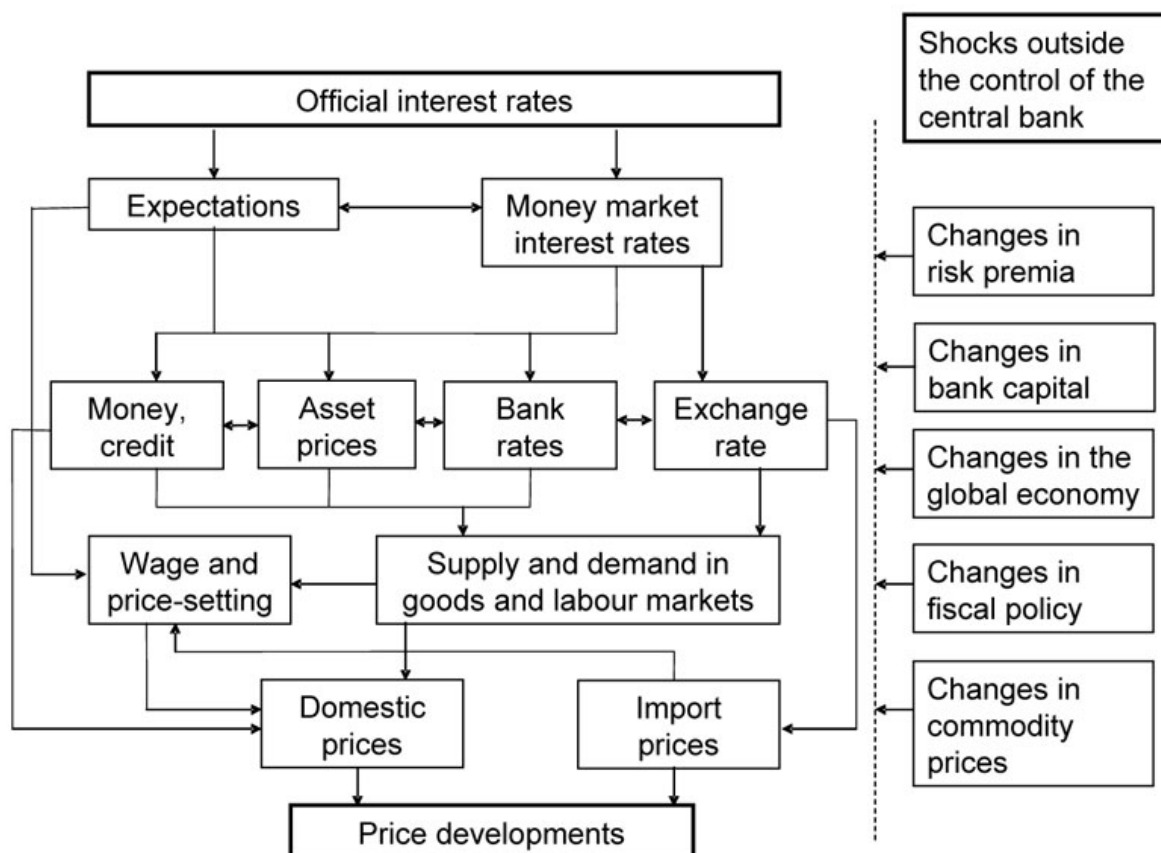 Official interest rates
Expectations
Money market
interest rates
Money,
credit
Asset
prices
Bank
rates
Exchange
rate
Wage and
price-setting
Supply and demand in
goods and labour markets
Domestic
prices
Import
prices
Price developments
Shocks outside
the control of the
central bank
Changes in
risk premia
Changes in
bank capital
Changes in the
global economy
Changes in
fiscal policy
Changes in
commodity
prices